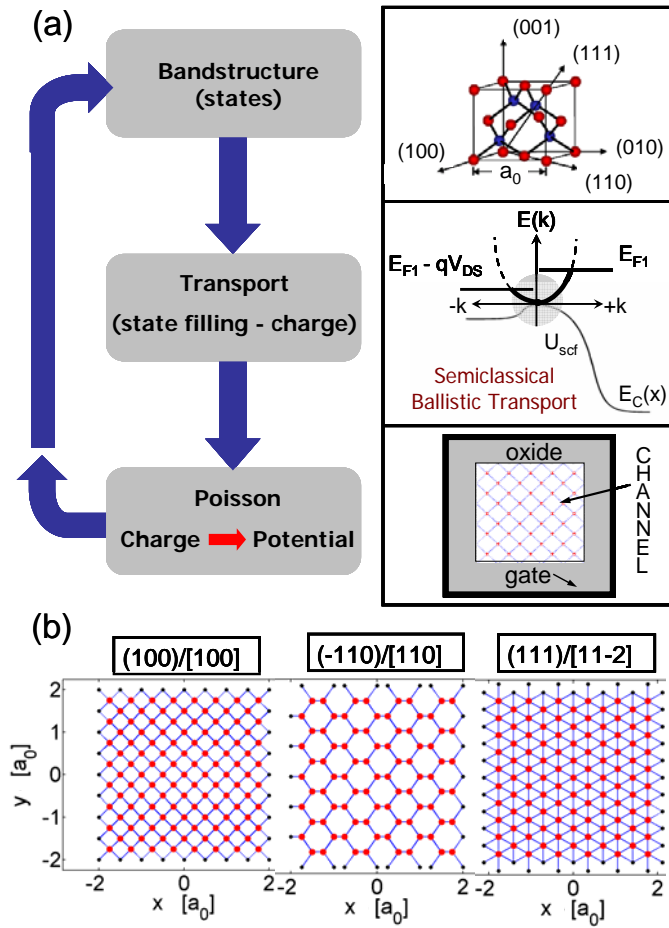 (a)
Bandstructure
(states)
Transport
(state filling - charge)
Poisson
Charge Potential
(001)
(111)
(100)
(010)
a0
(110)
E(k)
EF1 - qVDS
EF1
-k
+k
Uscf
Semiclassical
Ballistic Transport
EC(x)
oxide
CHANNEL
gate
(b)
(100)/[100]
(-110)/[110]
(111)/[11-2]
y [a0]
2
1
0
-1
-2
-2 0 2
x [a0]
-2 0 2
x [a0]
-2 0 2
x [a0]